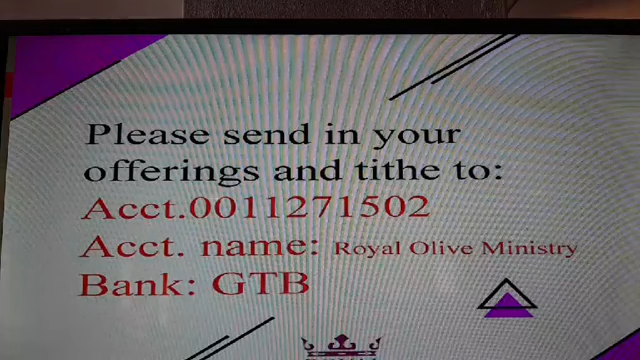 Please send in your
offerings and tithe to:
Acct.0011271502
Acct. name: Royal Olive Ministry
Bank: GTB